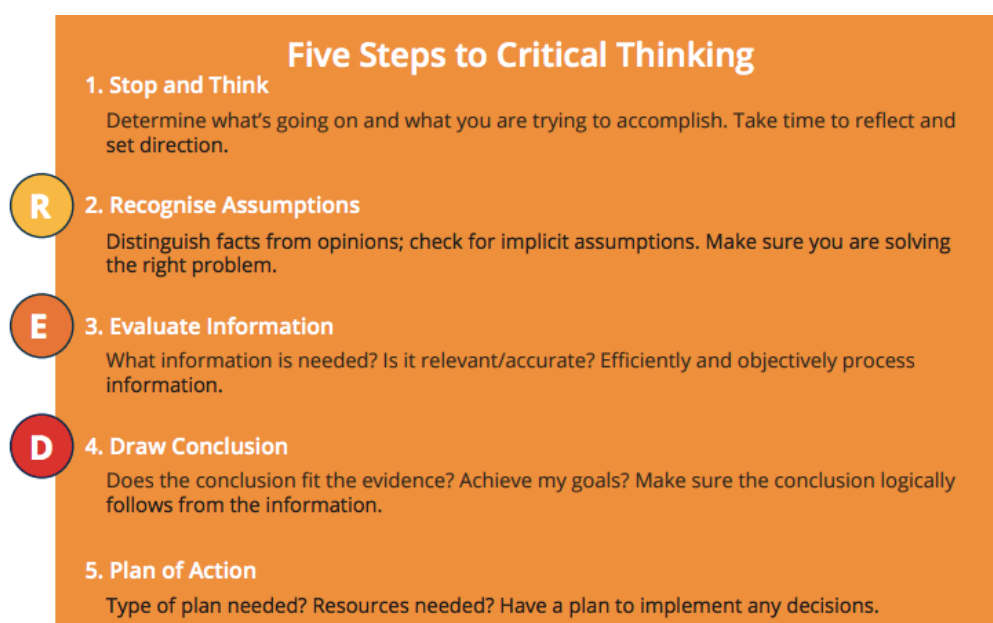 Five Steps to Critical Thinking
1. Stop and Think
Determine what's going on and what you are trying to accomplish. Take time to reflect and
set direction.
R
2. Recognise Assumptions
Distinguish facts from opinions; check for implicit assumptions. Make sure you are solving
the right problem.
E
3. Evaluate Information
What information is needed? Is it relevant/accurate? Efficiently and objectively process
information.
D
4. Draw Conclusion
Does the conclusion fit the evidence? Achieve my goals? Make sure the conclusion logically
follows from the information.
5. Plan of Action
Type of plan needed? Resources needed? Have a plan to implement any decisions.